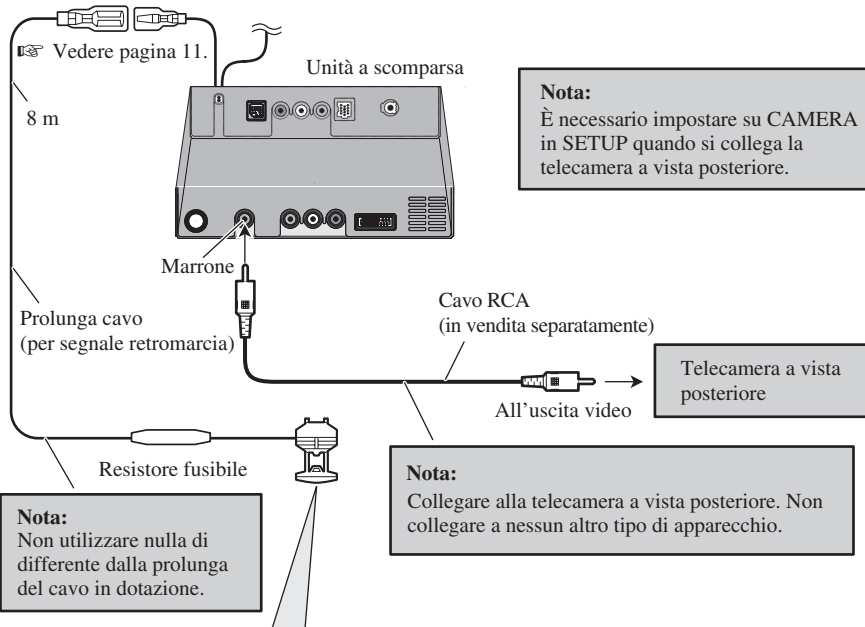 ☞ Vedere pagina 11.
Unità a scomparsa
8 m
Nota:
È necessario impostare su CAMERA
in SETUP quando si collega la
telecamera a vista posteriore.
Marrone
Prolunga cavo
(per segnale retromarcia)
Cavo RCA
(in vendita separatamente)
Telecamera a vista
posteriore
All’uscita video
Resistore fusibile
Nota:
Collegare alla telecamera a vista posteriore. Non
collegare a nessun altro tipo di apparecchio.
Nota:
Non utilizzare nulla di
differente dalla prolunga
del cavo in dotazione.